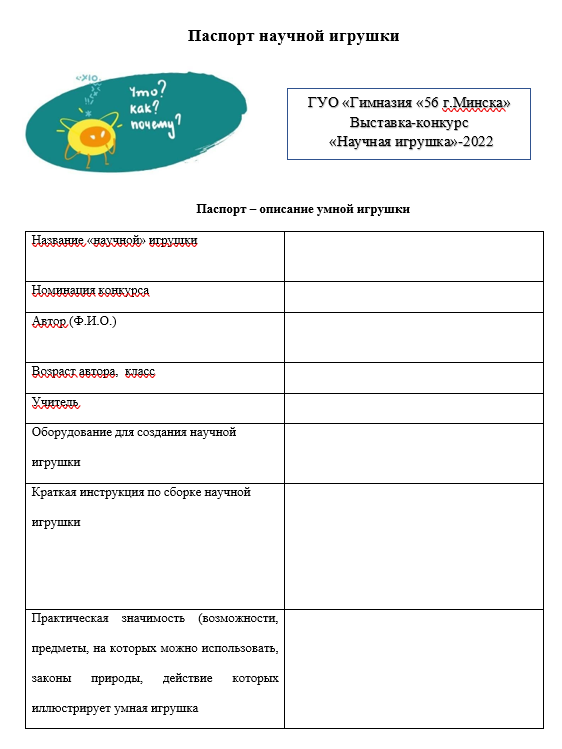 Паспорт научной игрушки
Что?
как?
почему?
ГУО «Гимназия «56 г.Минска»
Выставка-конкурс
«Научная игрушка»-2022
Паспорт – описание умной игрушки
Название «научной» игрушки
Номинация конкурса
Автор (Ф.И.О.)
Возраст автора, класс
Учитель
Оборудование для создания научной
игрушки
Краткая инструкция по сборке научной
игрушки
Практическая значимость (возможности,
предметы, на которых можно использовать,
законы природы, действие которых
иллюстрирует умная игрушка